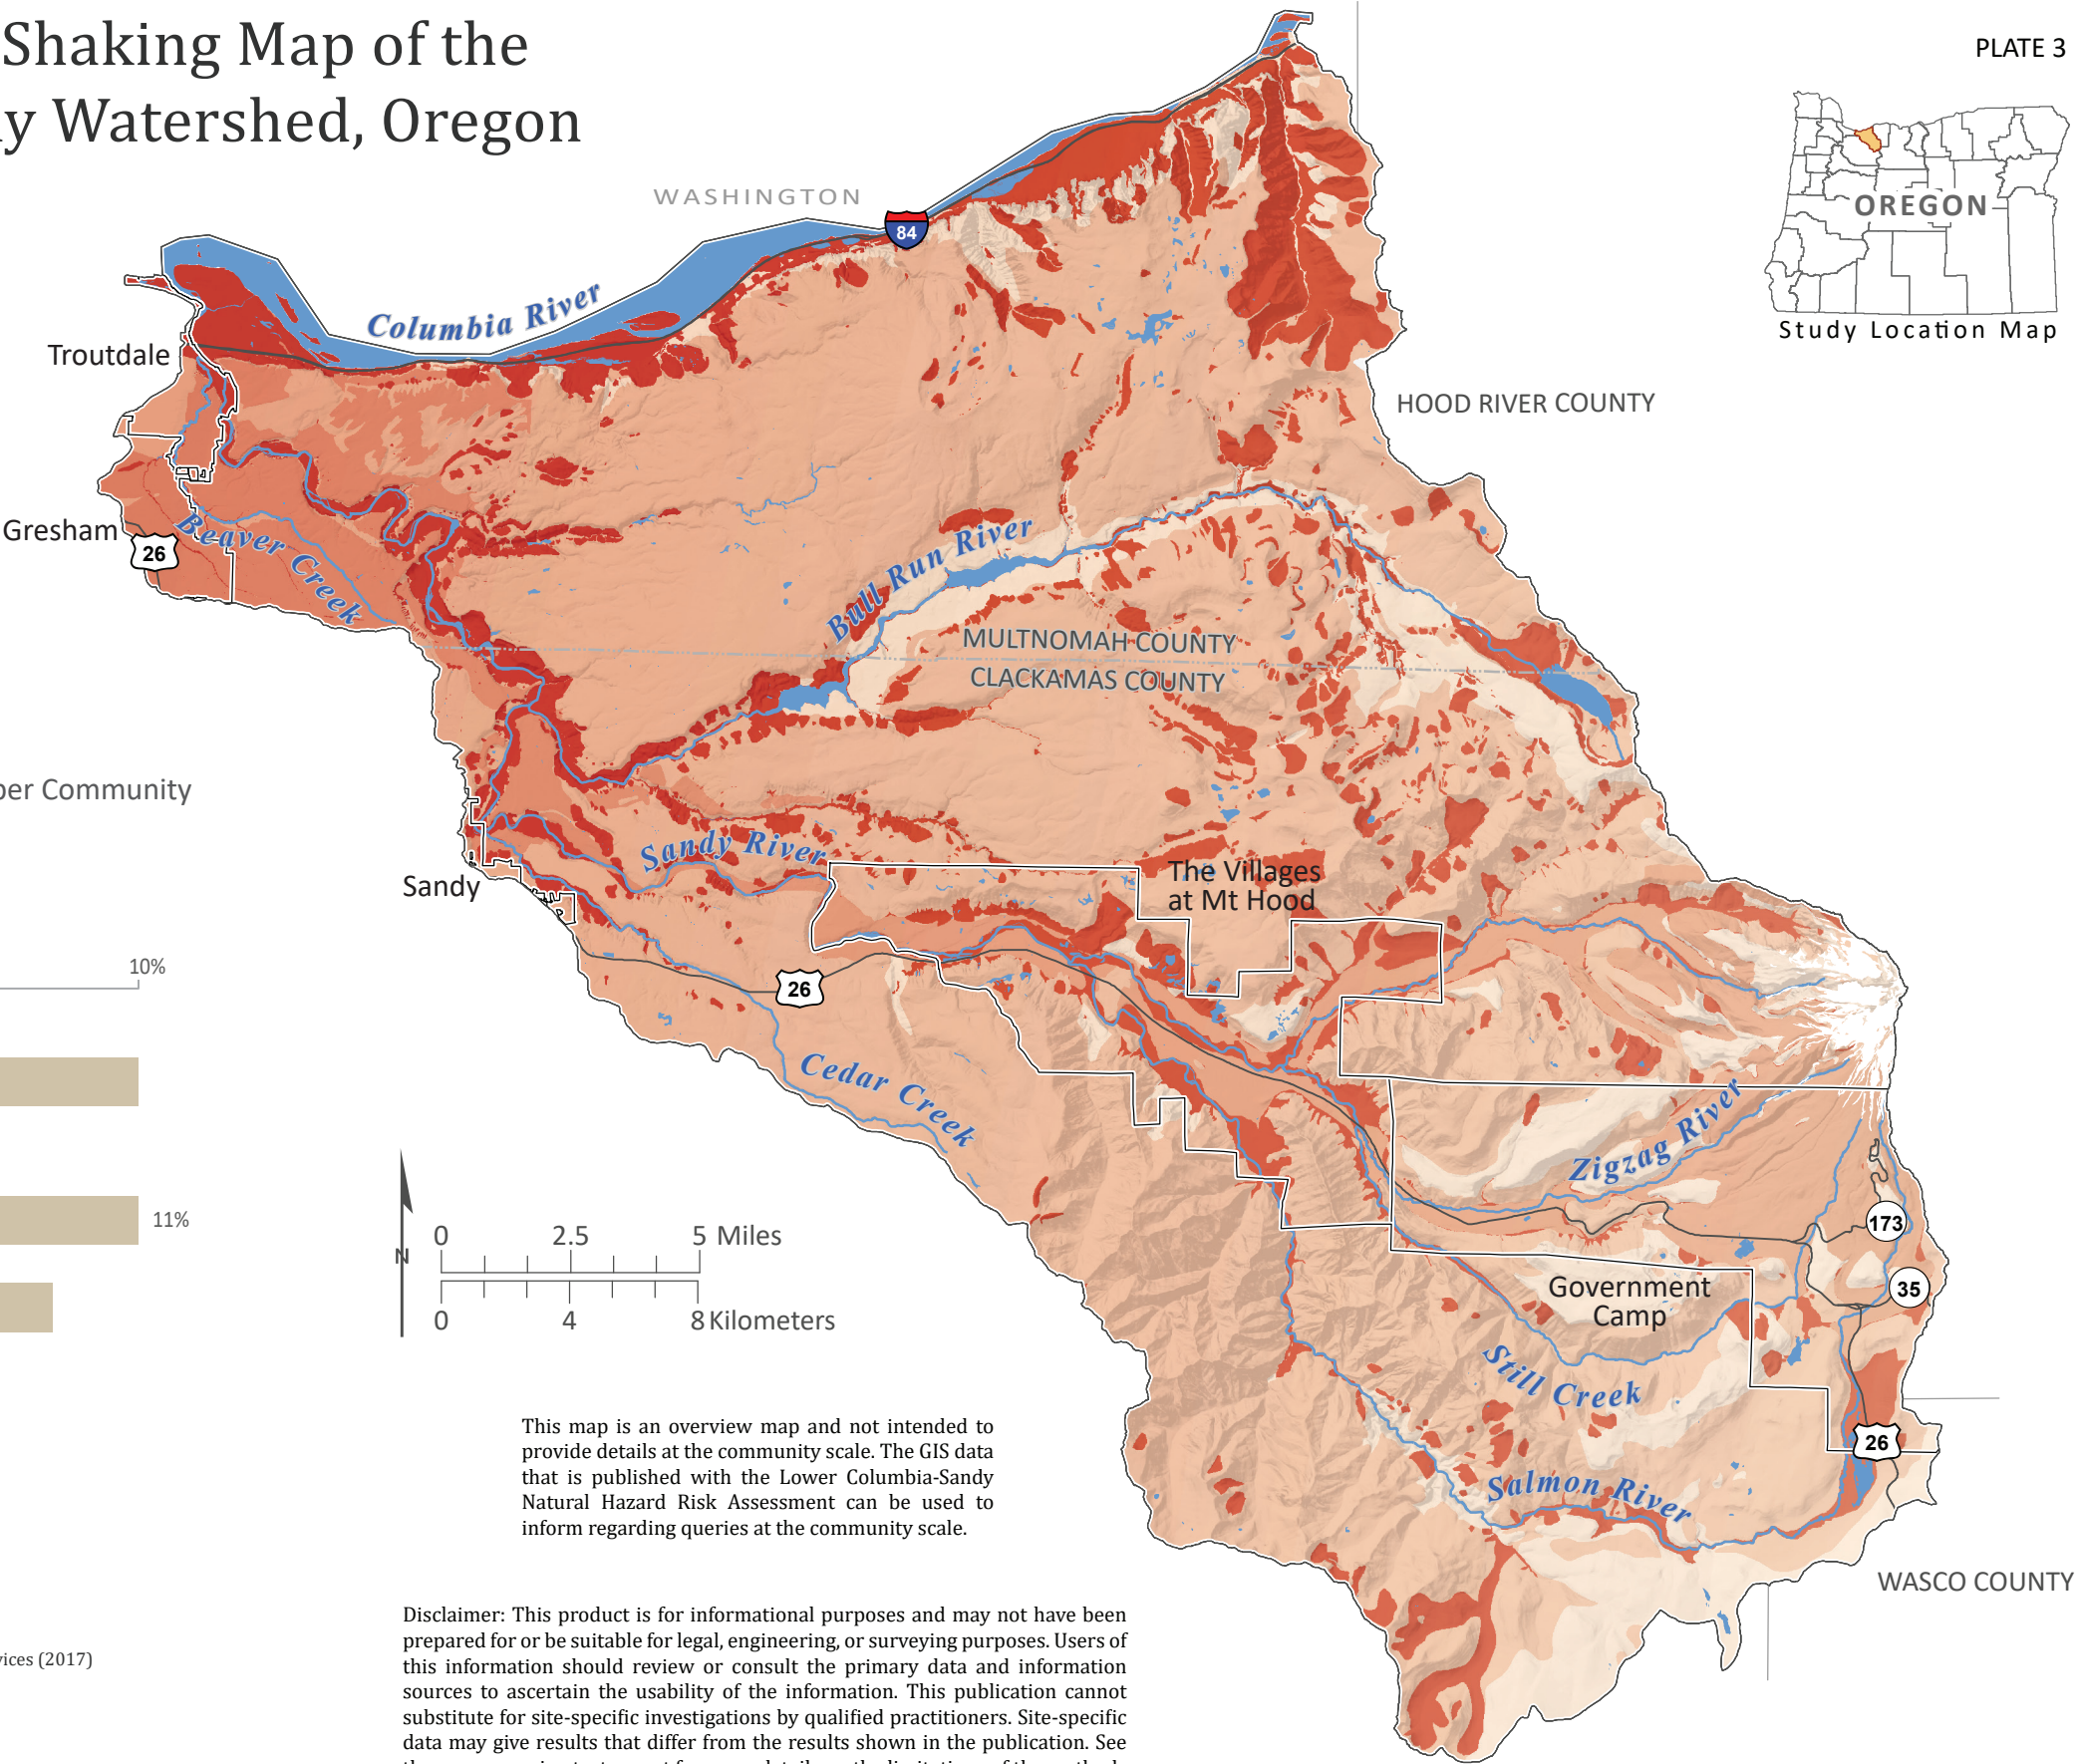 Shaking Map of the
y Watershed, Oregon
PLATE 3
OREGON
Study Location Map
WASHINGTON
84
Columbia River
Troutdale
HOOD RIVER COUNTY
Gresham
26
Beaver Creek
Bull Run River
MULTNOMAH COUNTY
CLACKAMAS COUNTY
per Community
Sandy River
The Villages
at Mt Hood
Sandy
10%
26
Cedar Creek
Zigzag River
11%
173
0 2.5 5 Miles
N
0 4 8 Kilometers
35
Government
Camp
Still Creek
26
Salmon River
This map is an overview map and not intended to
provide details at the community scale. The GIS data
that is published with the Lower Columbia-Sandy
Natural Hazard Risk Assessment can be used to
inform regarding queries at the community scale.
WASCO COUNTY
vices (2017)
Disclaimer: This product is for informational purposes and may not have been
prepared for or be suitable for legal, engineering, or surveying purposes. Users of
this information should review or consult the primary data and information
sources to ascertain the usability of the information. This publication cannot
substitute for site-specific investigations by qualified practitioners. Site-specific
data may give results that differ from the results shown in the publication. See